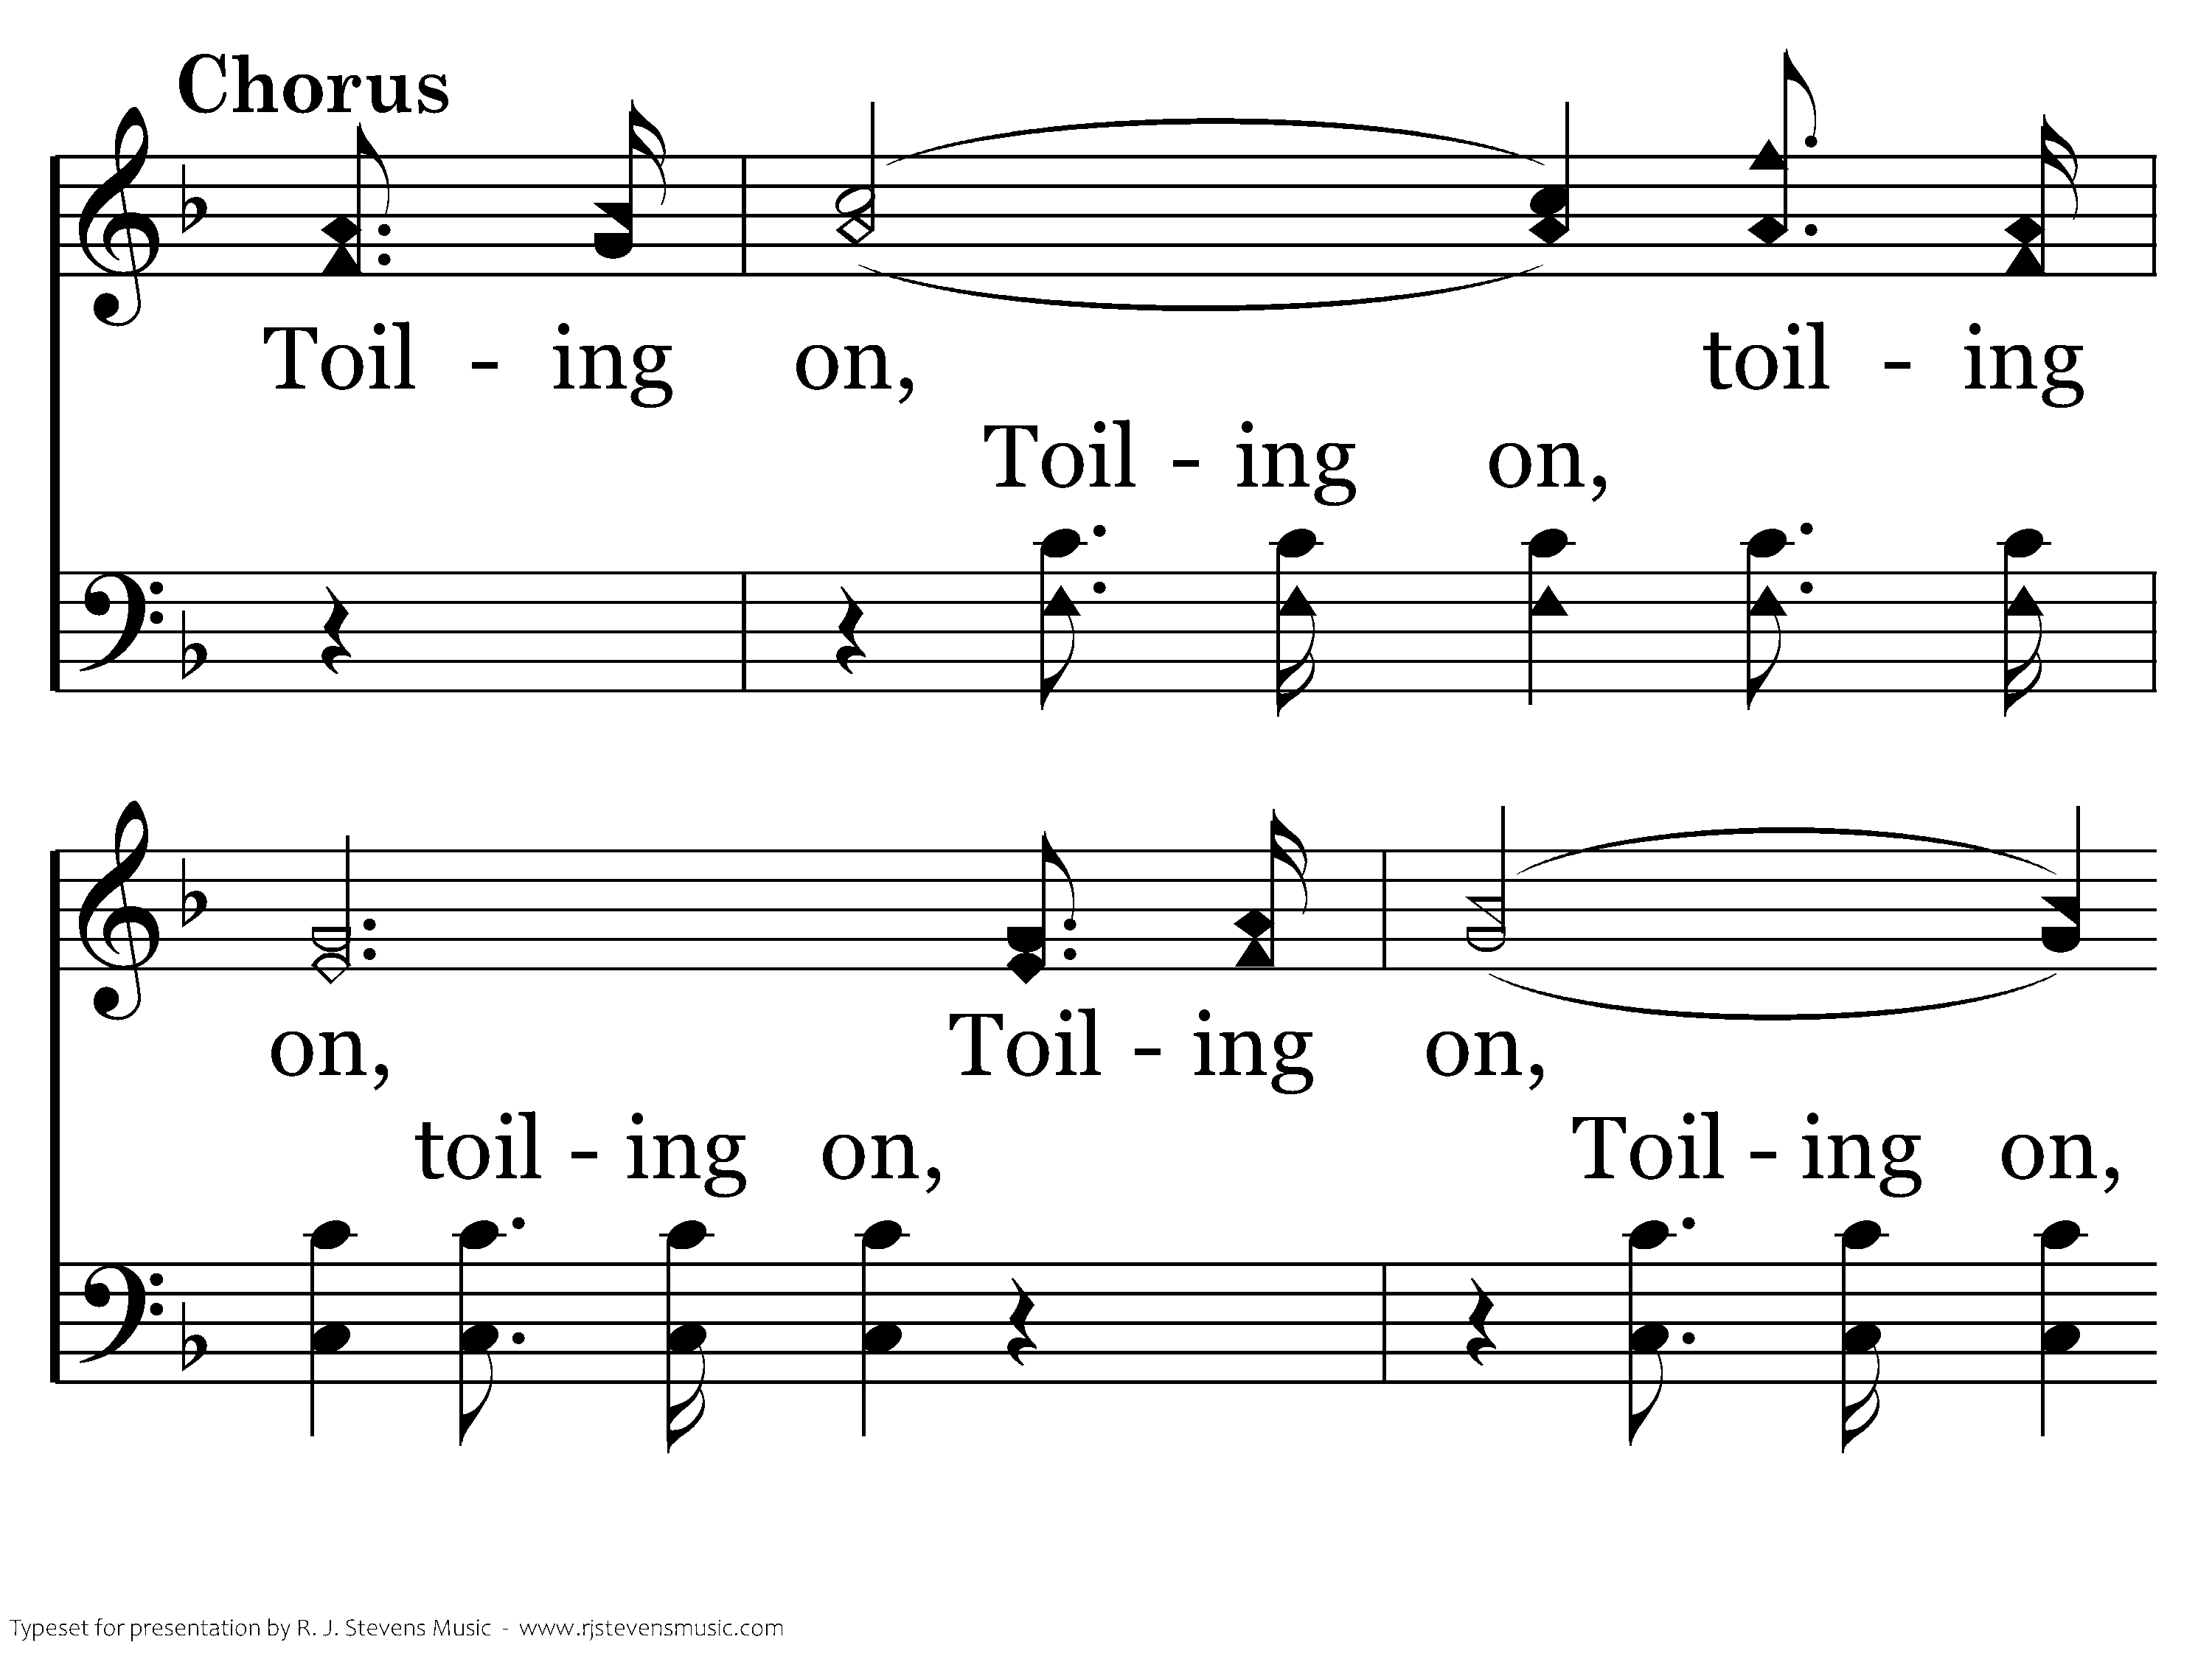 Chorus
Toil - ing on, toil - ing
Toil - ing on,
on, Toil - ing on,
toil - ing on, Toil - ing on,
Typeset for presentation by R. J. Stevens Music - www.rjstevensmusic.com